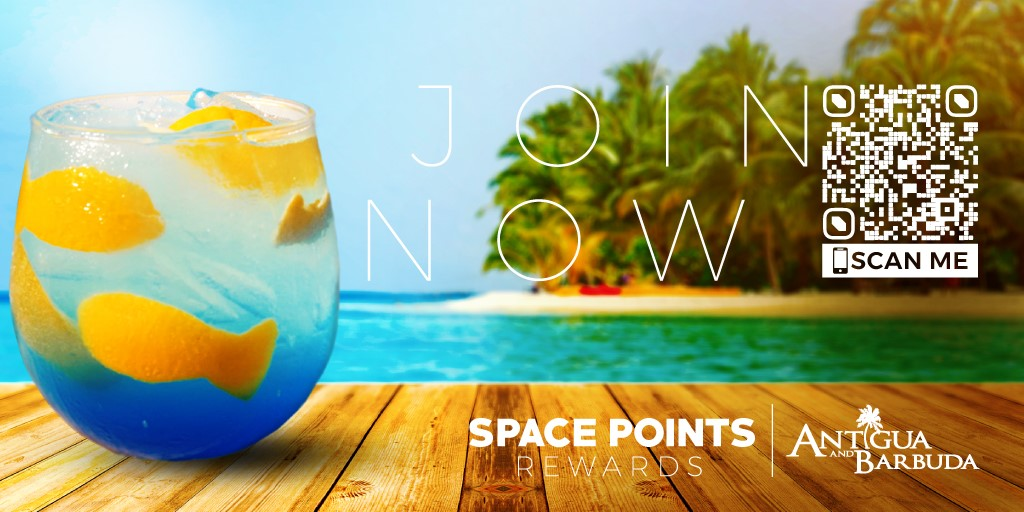 JOIN
NOW
SCAN ME
SPACE POINTS
REWARDS
ANTIGUA
AND BARBUDA